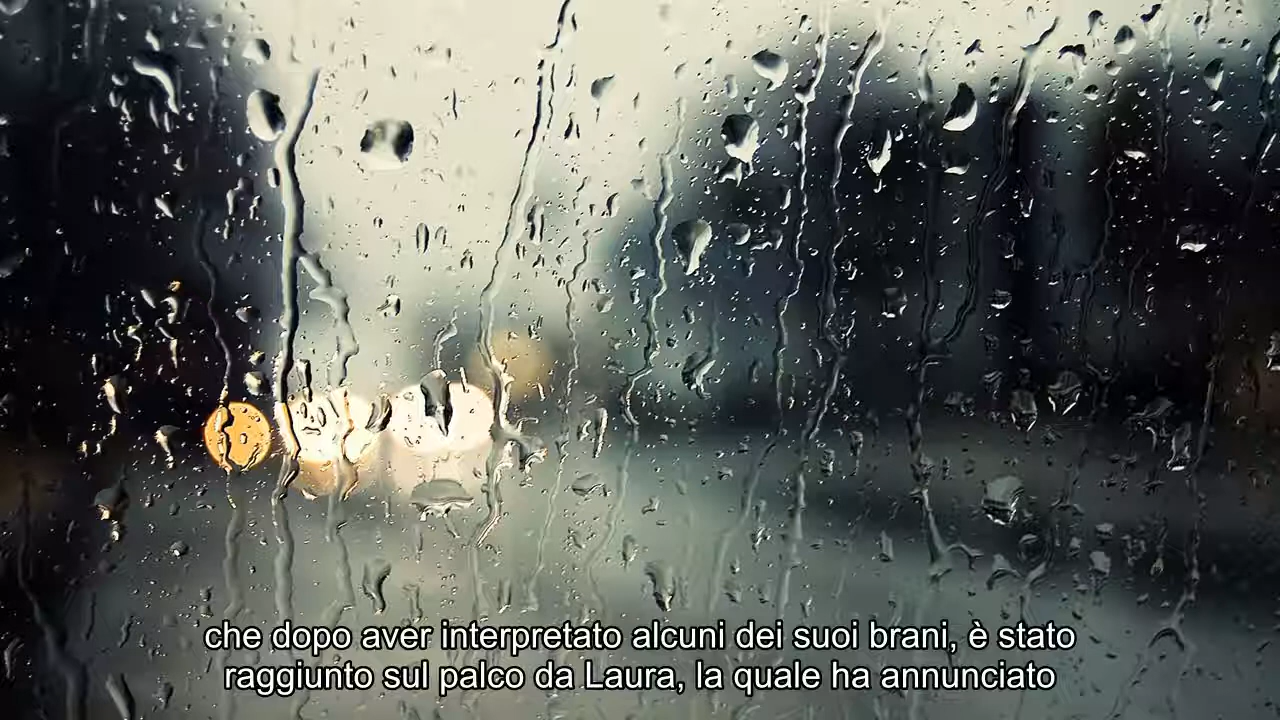 che dopo aver interpretato alcuni dei suoi brani, è stato
raggiunto sul palco da Laura, la quale ha annunciato